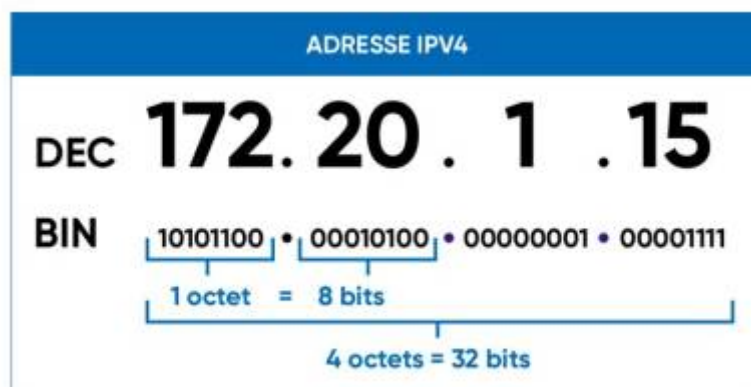 ADRESSE IPV4
DEC 172. 20 . 1 . 15
BIN 10101100 • 00010100 • 00000001 • 00001111
1 octet = 8 bits
4 octets = 32 bits